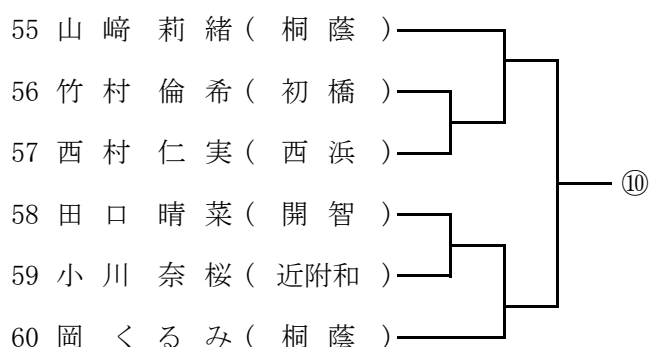 55 山 﨑 莉 緒 ( 桐 蔭 )
56 竹 村 倫 希 ( 初 橋 )
57 西 村 仁 実 ( 西 浜 )
⑩
58 田 口 晴 菜 ( 開 智 )
59 小 川 奈 桜 ( 近附和 )
60 岡 く る み ( 桐 蔭 )